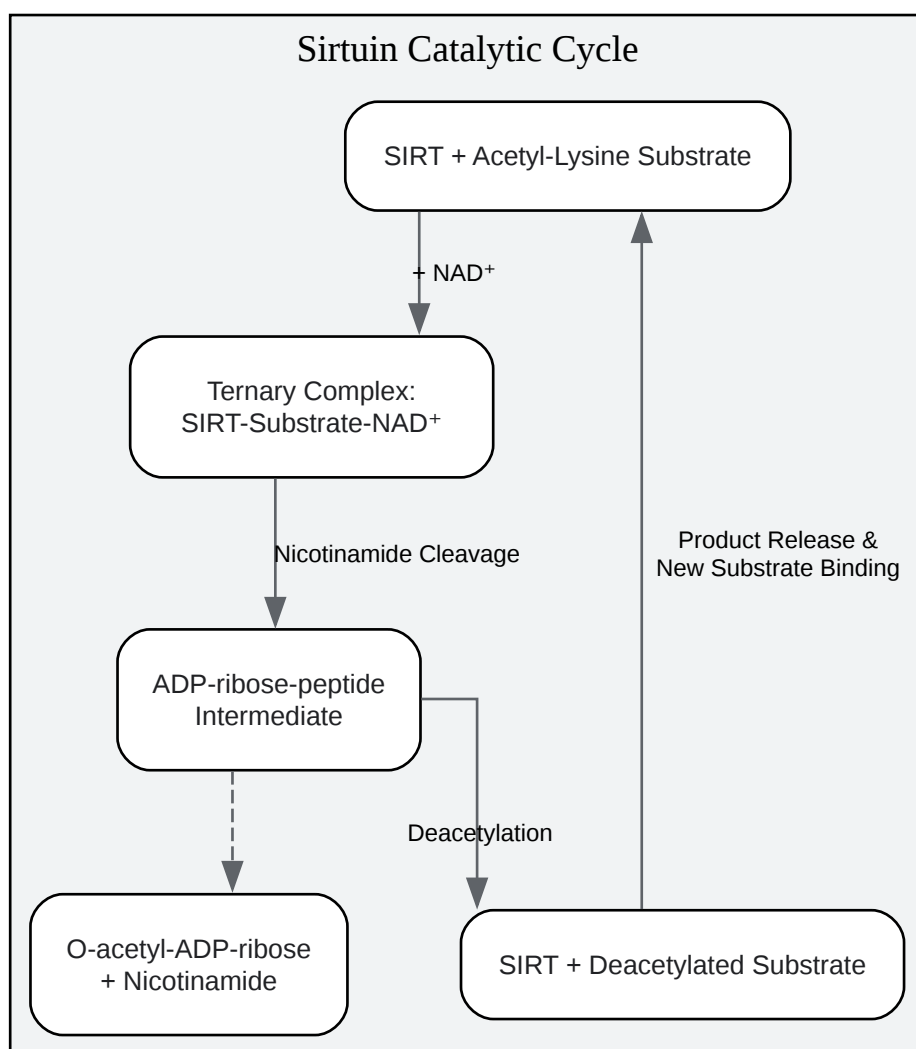 Sirtuin Catalytic Cycle
SIRT + Acetyl-Lysine Substrate
+ NAD⁺
Ternary Complex:
SIRT-Substrate-NAD⁺
Nicotinamide Cleavage
Product Release &
New Substrate Binding
ADP-ribose-peptide
Intermediate
Deacetylation
O-acetyl-ADP-ribose
+ Nicotinamide
SIRT + Deacetylated Substrate